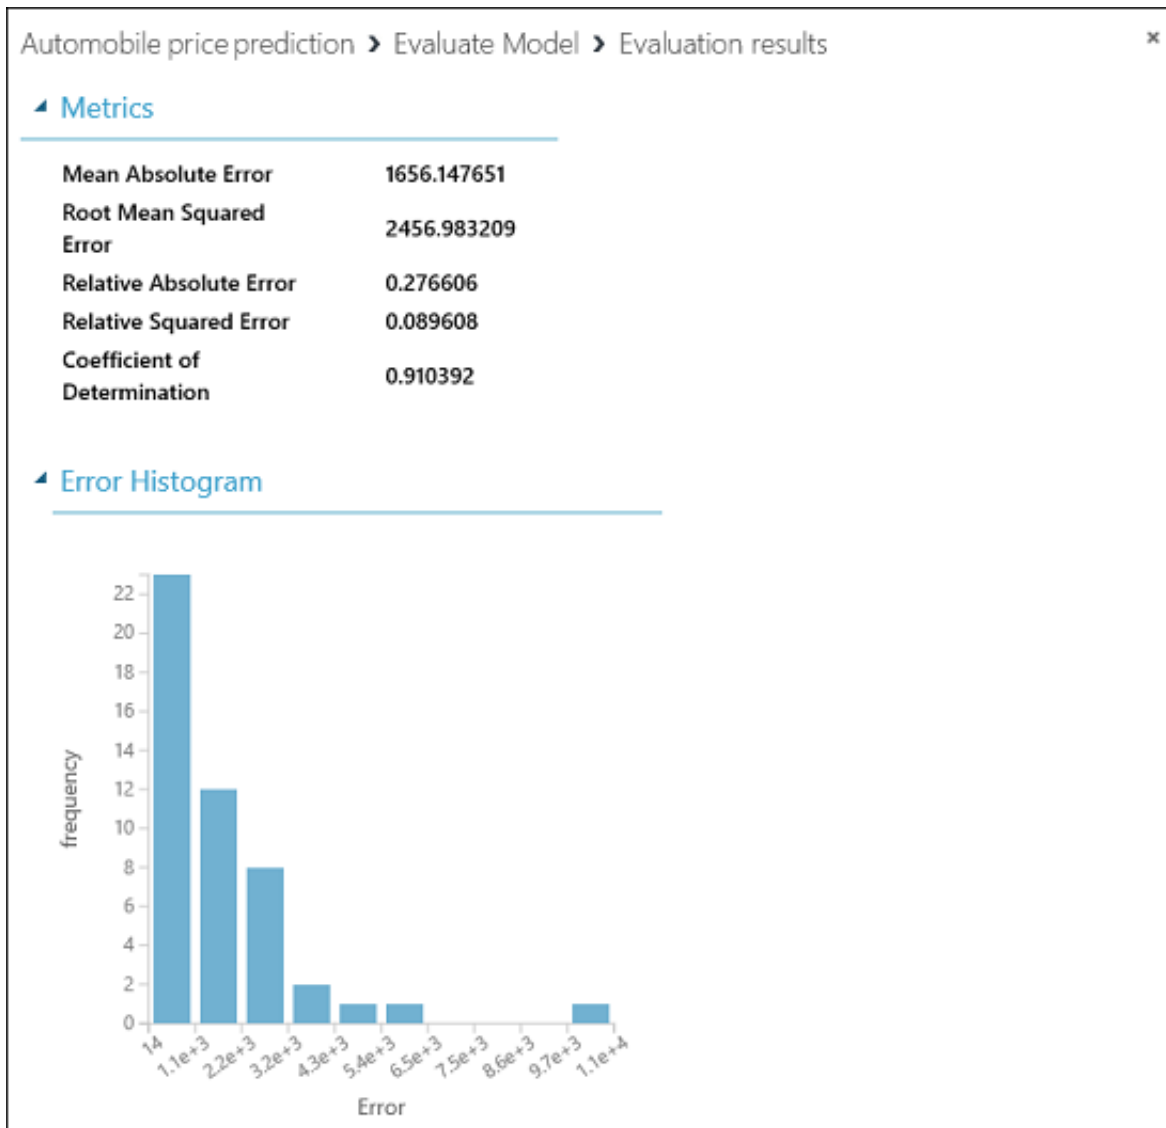 Automobile price prediction > Evaluate Model > Evaluation results ×
Metrics
Mean Absolute Error 1656.147651
Root Mean Squared
Error 2456.983209
Relative Absolute Error 0.276606
Relative Squared Error 0.089608
Coefficient of
Determination 0.910392
Error Histogram
22
20
18
16
14
12
10
8
6
4
2
0
frequency
14 1.1e+3 2.2e+3 3.2e+3 4.3e+3 5.4e+3 6.5e+3 7.5e+3 8.6e+3 9.7e+3 1.1e+4
Error